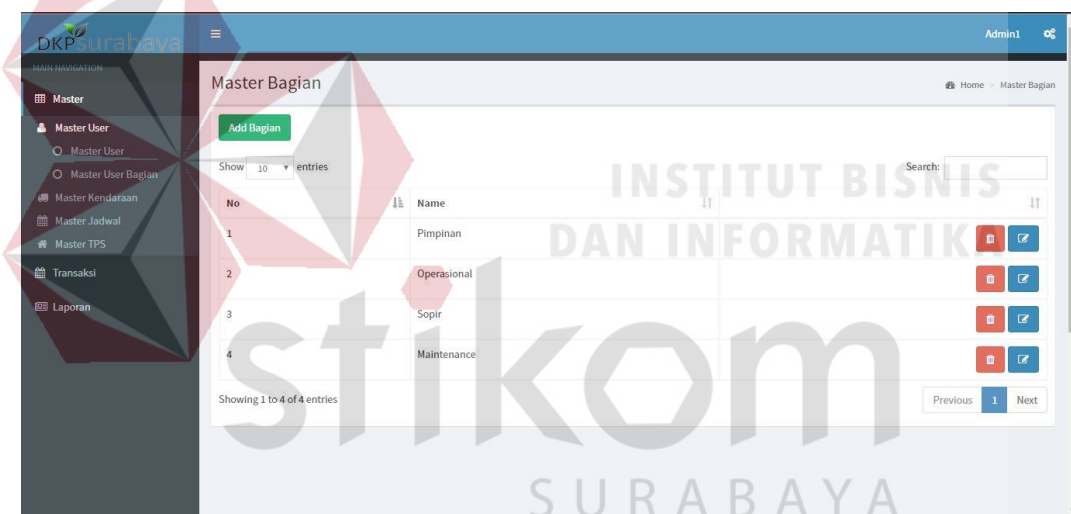 DKPSurabaya
Admin1
MAIN NAVIGATION
Master
Master User
Master User
Master User Bagian
Master Kendaraan
Master Jadwal
Master TPS
Transaksi
Laporan
Master Bagian
Home > Master Bagian
Add Bagian
Show 10 entries
Search:
No Name
1 Pimpinan
2 Operasional
3 Sopir
4 Maintenance
Showing 1 to 4 of 4 entries
Previous 1 Next
INSTITUT BISNIS
DAN INFORMATIKA
stikom
SURABAYA